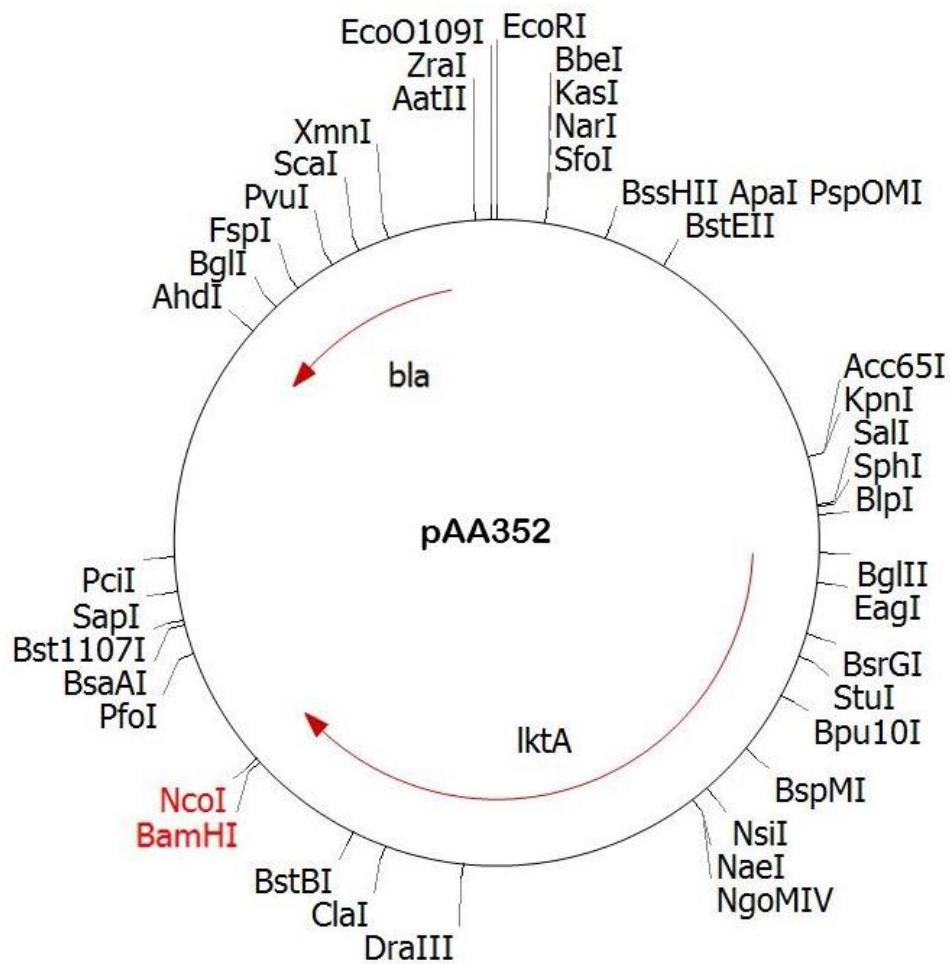 EcoO109I
EcoRI
ZraI
AatII
BbeI
KasI
NarI
SfoI
XmnI
ScaI
PvuI
FspI
BglI
AhdI
BssHII ApaI PspOMI
BstEII
bla
Acc65I
KpnI
SalI
SphI
BlpI
pAA352
BglII
EagI
BsrGI
StuI
Bpu10I
BspMI
NsiI
NaeI
NgoMIV
lktA
PciI
SapI
Bst1107I
BsaAI
PfoI
NcoI
BamHI
BstBI
ClaI
DraIII